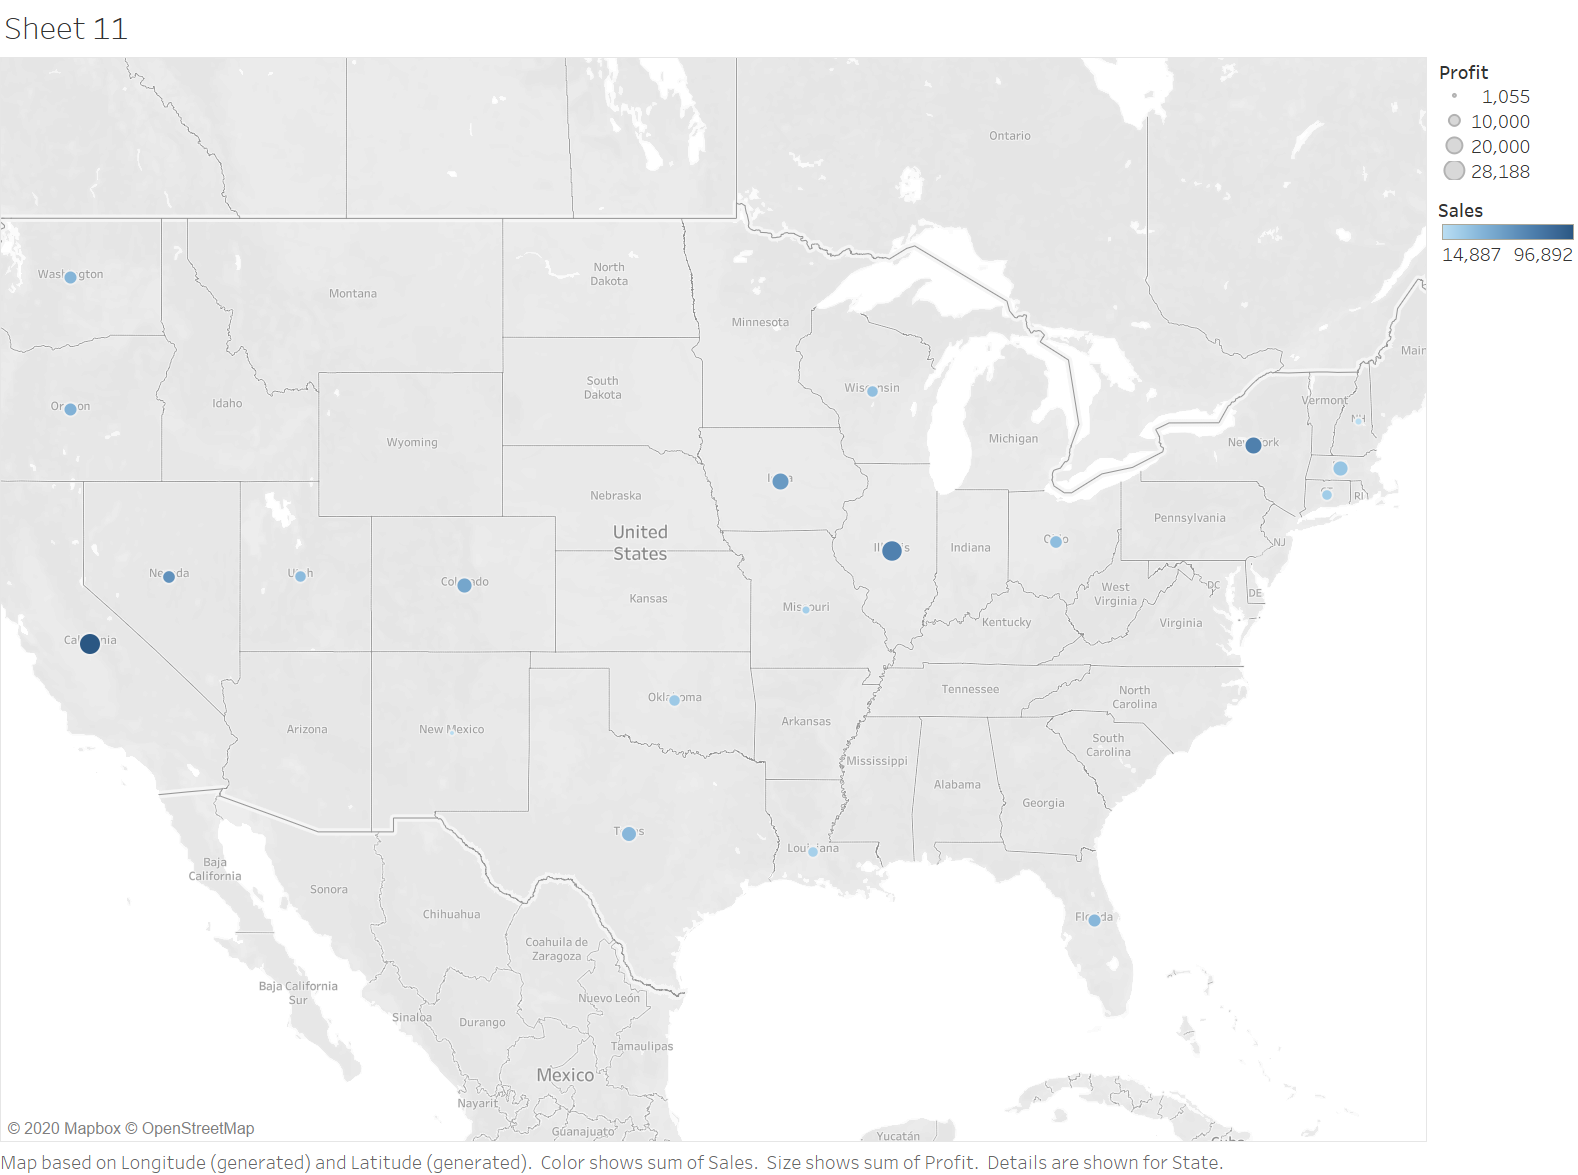 Sheet 11
Profit
1,055
10,000
20,000
28,188
Sales
14,887 96,892
Ontario
Montana
North
Dakota
Minnesota
South
Dakota
Idaho
Wyoming
Michigan
Vermont
Nebraska
United
States
Pennsylvania
RI
Indiana
NJ
Kansas
West
Virginia
DC
DE
Kentucky
Virginia
Tennessee
North
Carolina
Arizona
New Mexico
Arkansas
South
Carolina
Mississippi
Alabama
Georgia
Baja
California
Sonora
Chihuahua
Coahuila de
Zaragoza
Baja California
Sur
Nuevo León
Sinaloa
Durango
Tamaulipas
Mexico
Nayarit
Guanajuato
Yucatán
© 2020 Mapbox © OpenStreetMap
Map based on Longitude (generated) and Latitude (generated).  Color shows sum of Sales.  Size shows sum of Profit.  Details are shown for State.